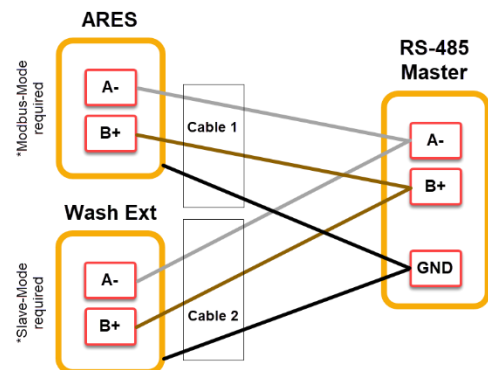 ARES
*Modbus-Mode
required
A-
B+
Cable 1
RS-485
Master
A-
B+
GND
Wash Ext
*Slave-Mode
required
A-
B+
Cable 2